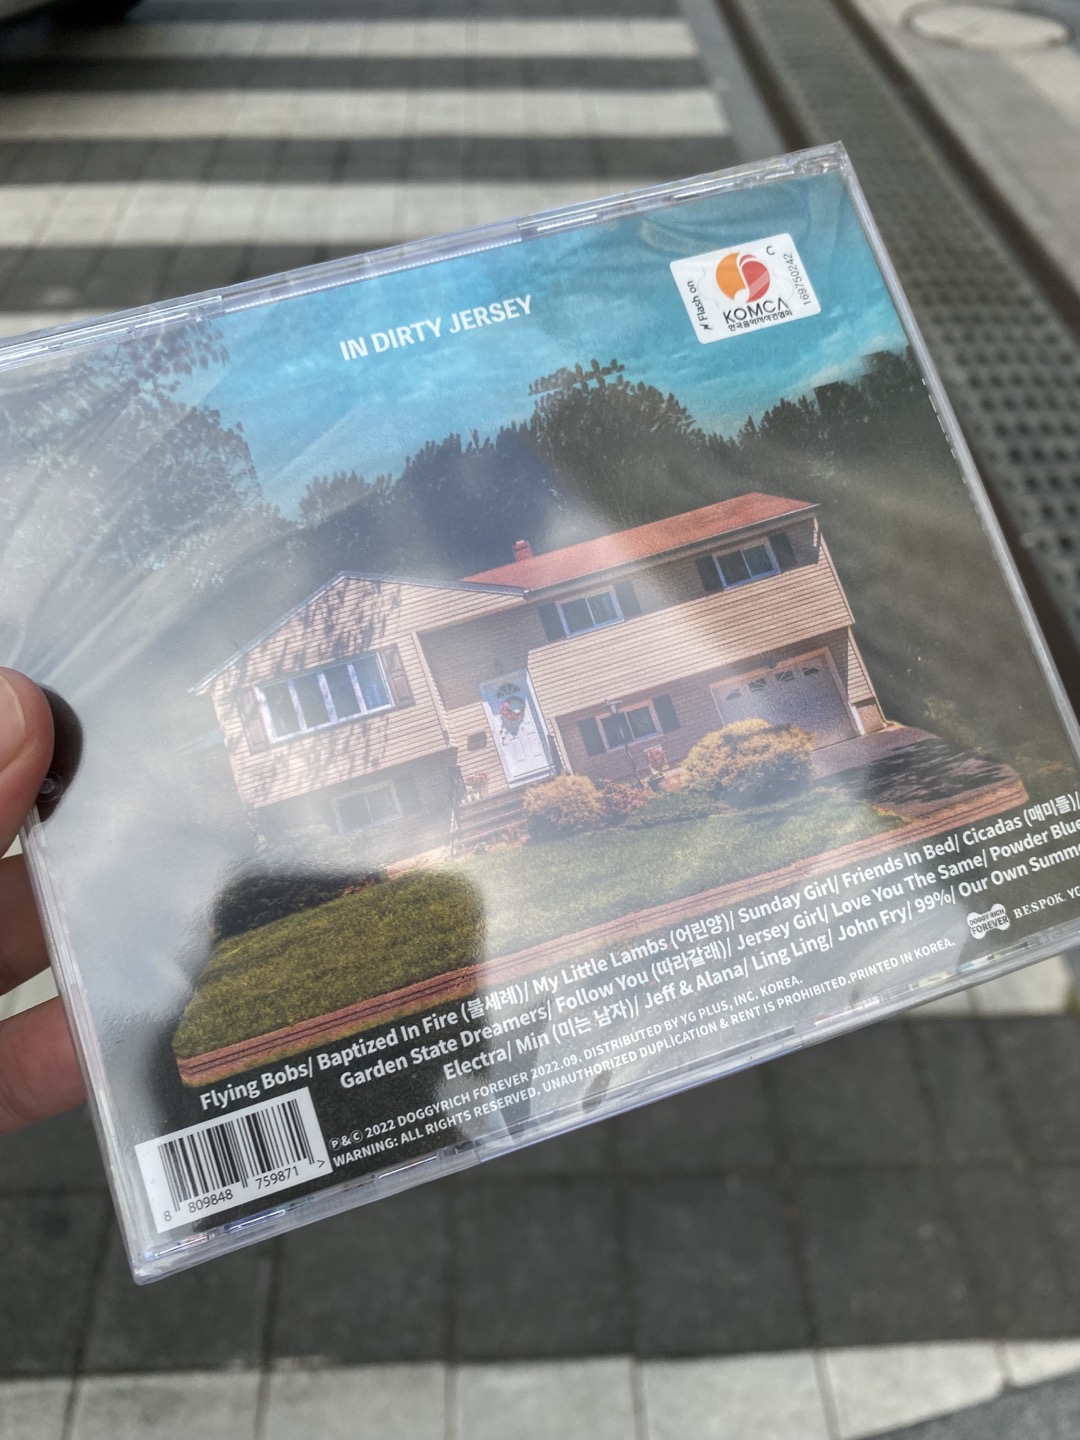 IN DIRTY JERSEY
Flash on
KOMCA
한국음악저작권협회
C
169750242
Flying Bobs/ Baptized In Fire (불세례)/ My Little Lambs (어린양)/ Sunday Girl/ Friends In Bed/ Cicadas (매미들)/
Garden State Dreamers/ Follow You (따라갈래)/ Jersey Girl/ Love You The Same/ Powder Blue
Electra/ Min (미는 남자)/ Jeff & Alana/ Ling Ling/ John Fry/ 99%/ Our Own Summe
℗&© 2022 DOGGYRICH FOREVER 2022.09. DISTRIBUTED BY YG PLUS, INC. KOREA.
WARNING: ALL RIGHTS RESERVED. UNAUTHORIZED DUPLICATION & RENT IS PROHIBITED.PRINTED IN KOREA.
DOGGY RICH
FOREVER
BESPOK
YG
8 809848 759871 >